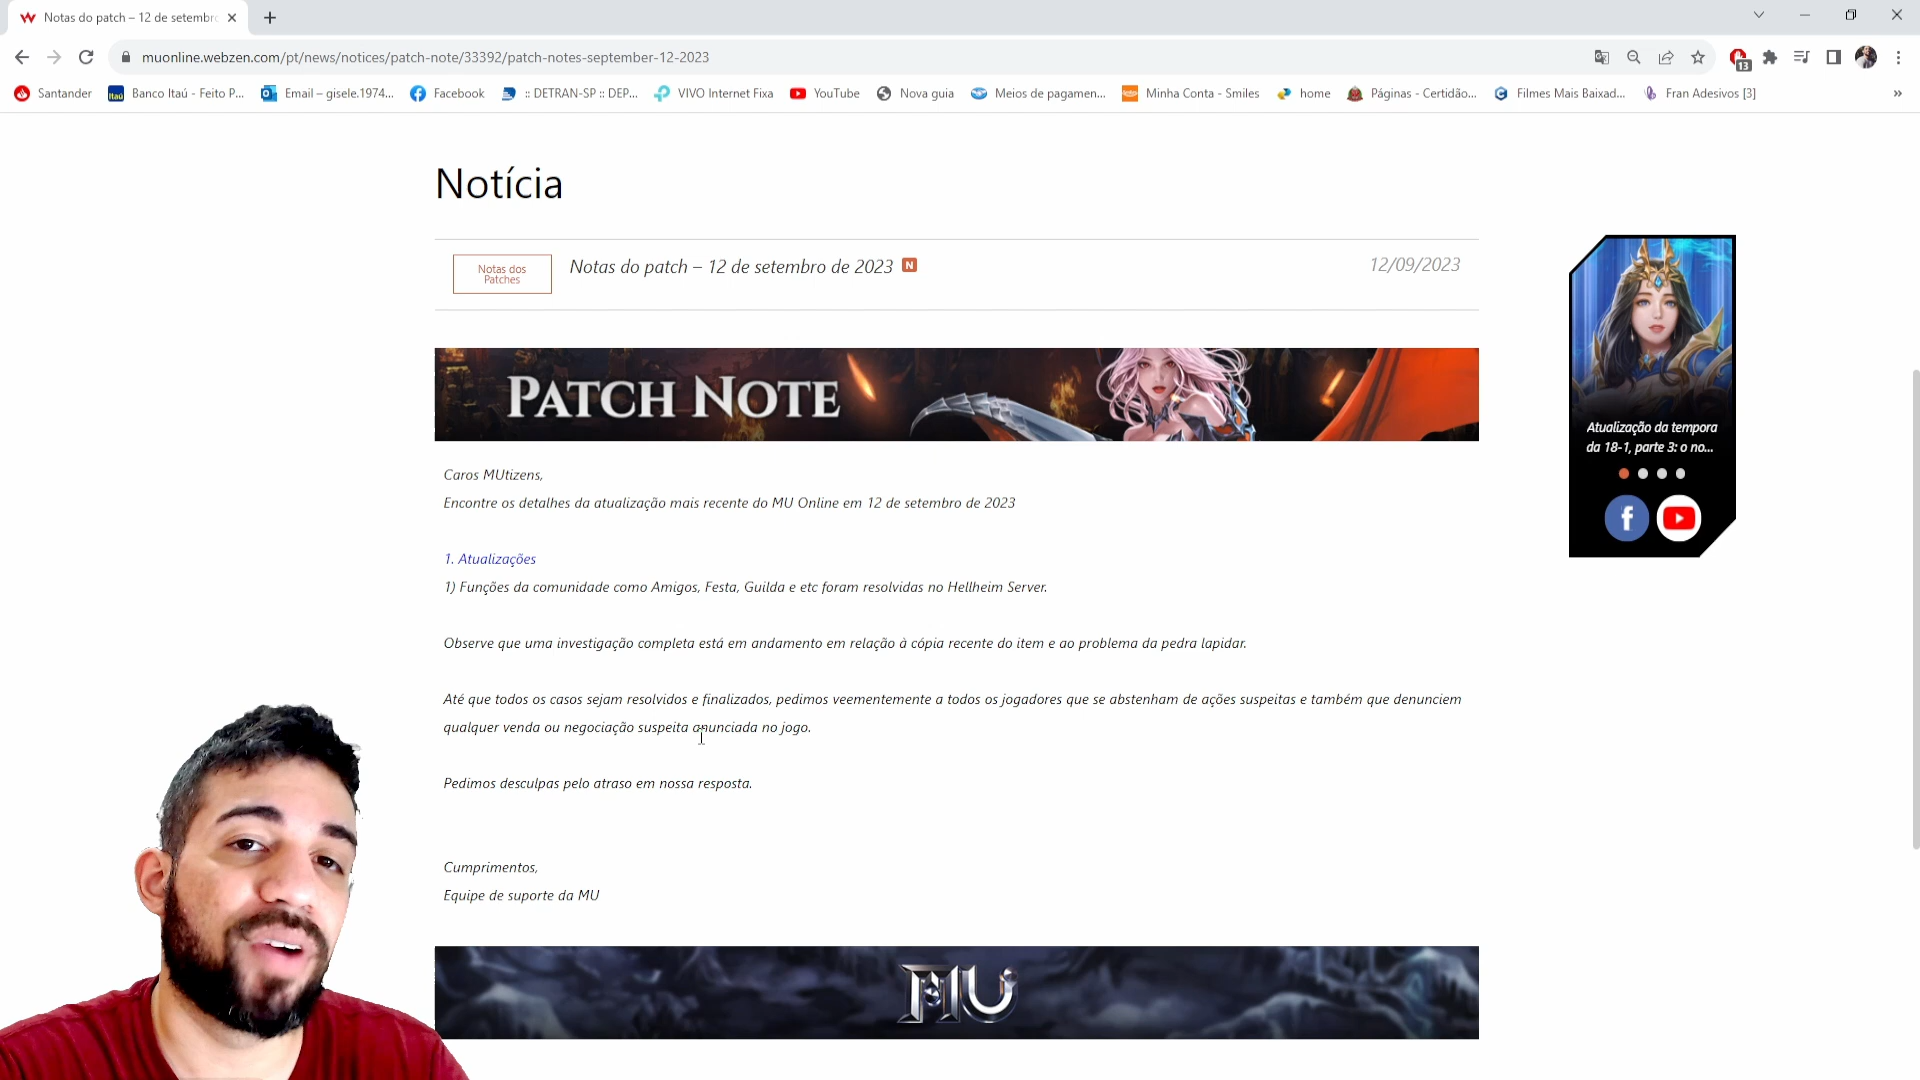 Notas do patch – 12 de setembro
muonline.webzen.com/pt/news/notices/patch-note/33392/patch-notes-september-12-2023
13
Santander
Banco Itaú - Feito P...
Email – gisele.1974...
Facebook
:: DETRAN-SP :: DEP...
VIVO Internet Fixa
YouTube
Nova guia
Meios de pagamen...
Minha Conta - Smiles
home
Páginas - Certidão...
Filmes Mais Baixad...
Fran Adesivos [3]
»
Notícia
Notas dos
Patches
Notas do patch – 12 de setembro de 2023 N
12/09/2023
PATCH NOTE
Atualização da tempora
da 18-1, parte 3: o no...
Caros MUtizens,
Encontre os detalhes da atualização mais recente do MU Online em 12 de setembro de 2023
1. Atualizações
1) Funções da comunidade como Amigos, Festa, Guilda e etc foram resolvidas no Hellheim Server.
Observe que uma investigação completa está em andamento em relação à cópia recente do item e ao problema da pedra lapidar.
Até que todos os casos sejam resolvidos e finalizados, pedimos veementemente a todos os jogadores que se abstenham de ações suspeitas e também que denunciem
qualquer venda ou negociação suspeita anunciada no jogo.
Pedimos desculpas pelo atraso em nossa resposta.
Cumprimentos,
Equipe de suporte da MU
MU